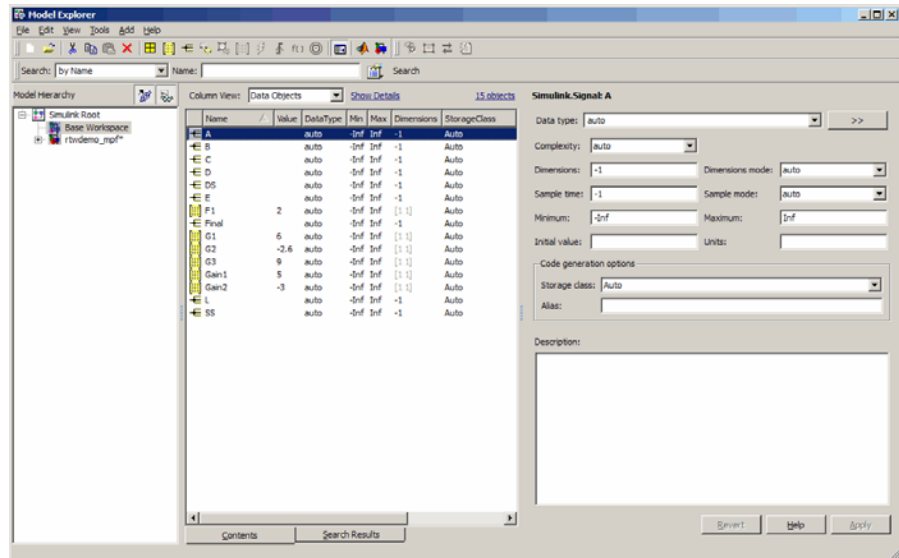 Model Explorer
File Edit View Tools Add Help
Search: by Name Name: Search
Model Hierarchy
Simulink Root
Base Workspace
rtwdemo_mpf*
Column View: Data Objects Show Details 15 objects
Name Value DataType Min Max Dimensions StorageClass
A auto -Inf Inf -1 Auto
B auto -Inf Inf -1 Auto
C auto -Inf Inf -1 Auto
D auto -Inf Inf -1 Auto
DS auto -Inf Inf -1 Auto
E auto -Inf Inf -1 Auto
F1 2 auto -Inf Inf [1 1] Auto
Final auto -Inf Inf -1 Auto
G1 6 auto -Inf Inf [1 1] Auto
G2 -2.6 auto -Inf Inf [1 1] Auto
G3 9 auto -Inf Inf [1 1] Auto
Gain1 5 auto -Inf Inf [1 1] Auto
Gain2 -3 auto -Inf Inf [1 1] Auto
L auto -Inf Inf -1 Auto
SS auto -Inf Inf -1 Auto
Contents Search Results
Simulink.Signal: A
Data type: auto >>
Complexity: auto
Dimensions: -1 Dimensions mode: auto
Sample time: -1 Sample mode: auto
Minimum: -Inf Maximum: Inf
Initial value: Units:
Code generation options
Storage class: Auto
Alias:
Description:
Revert Help Apply